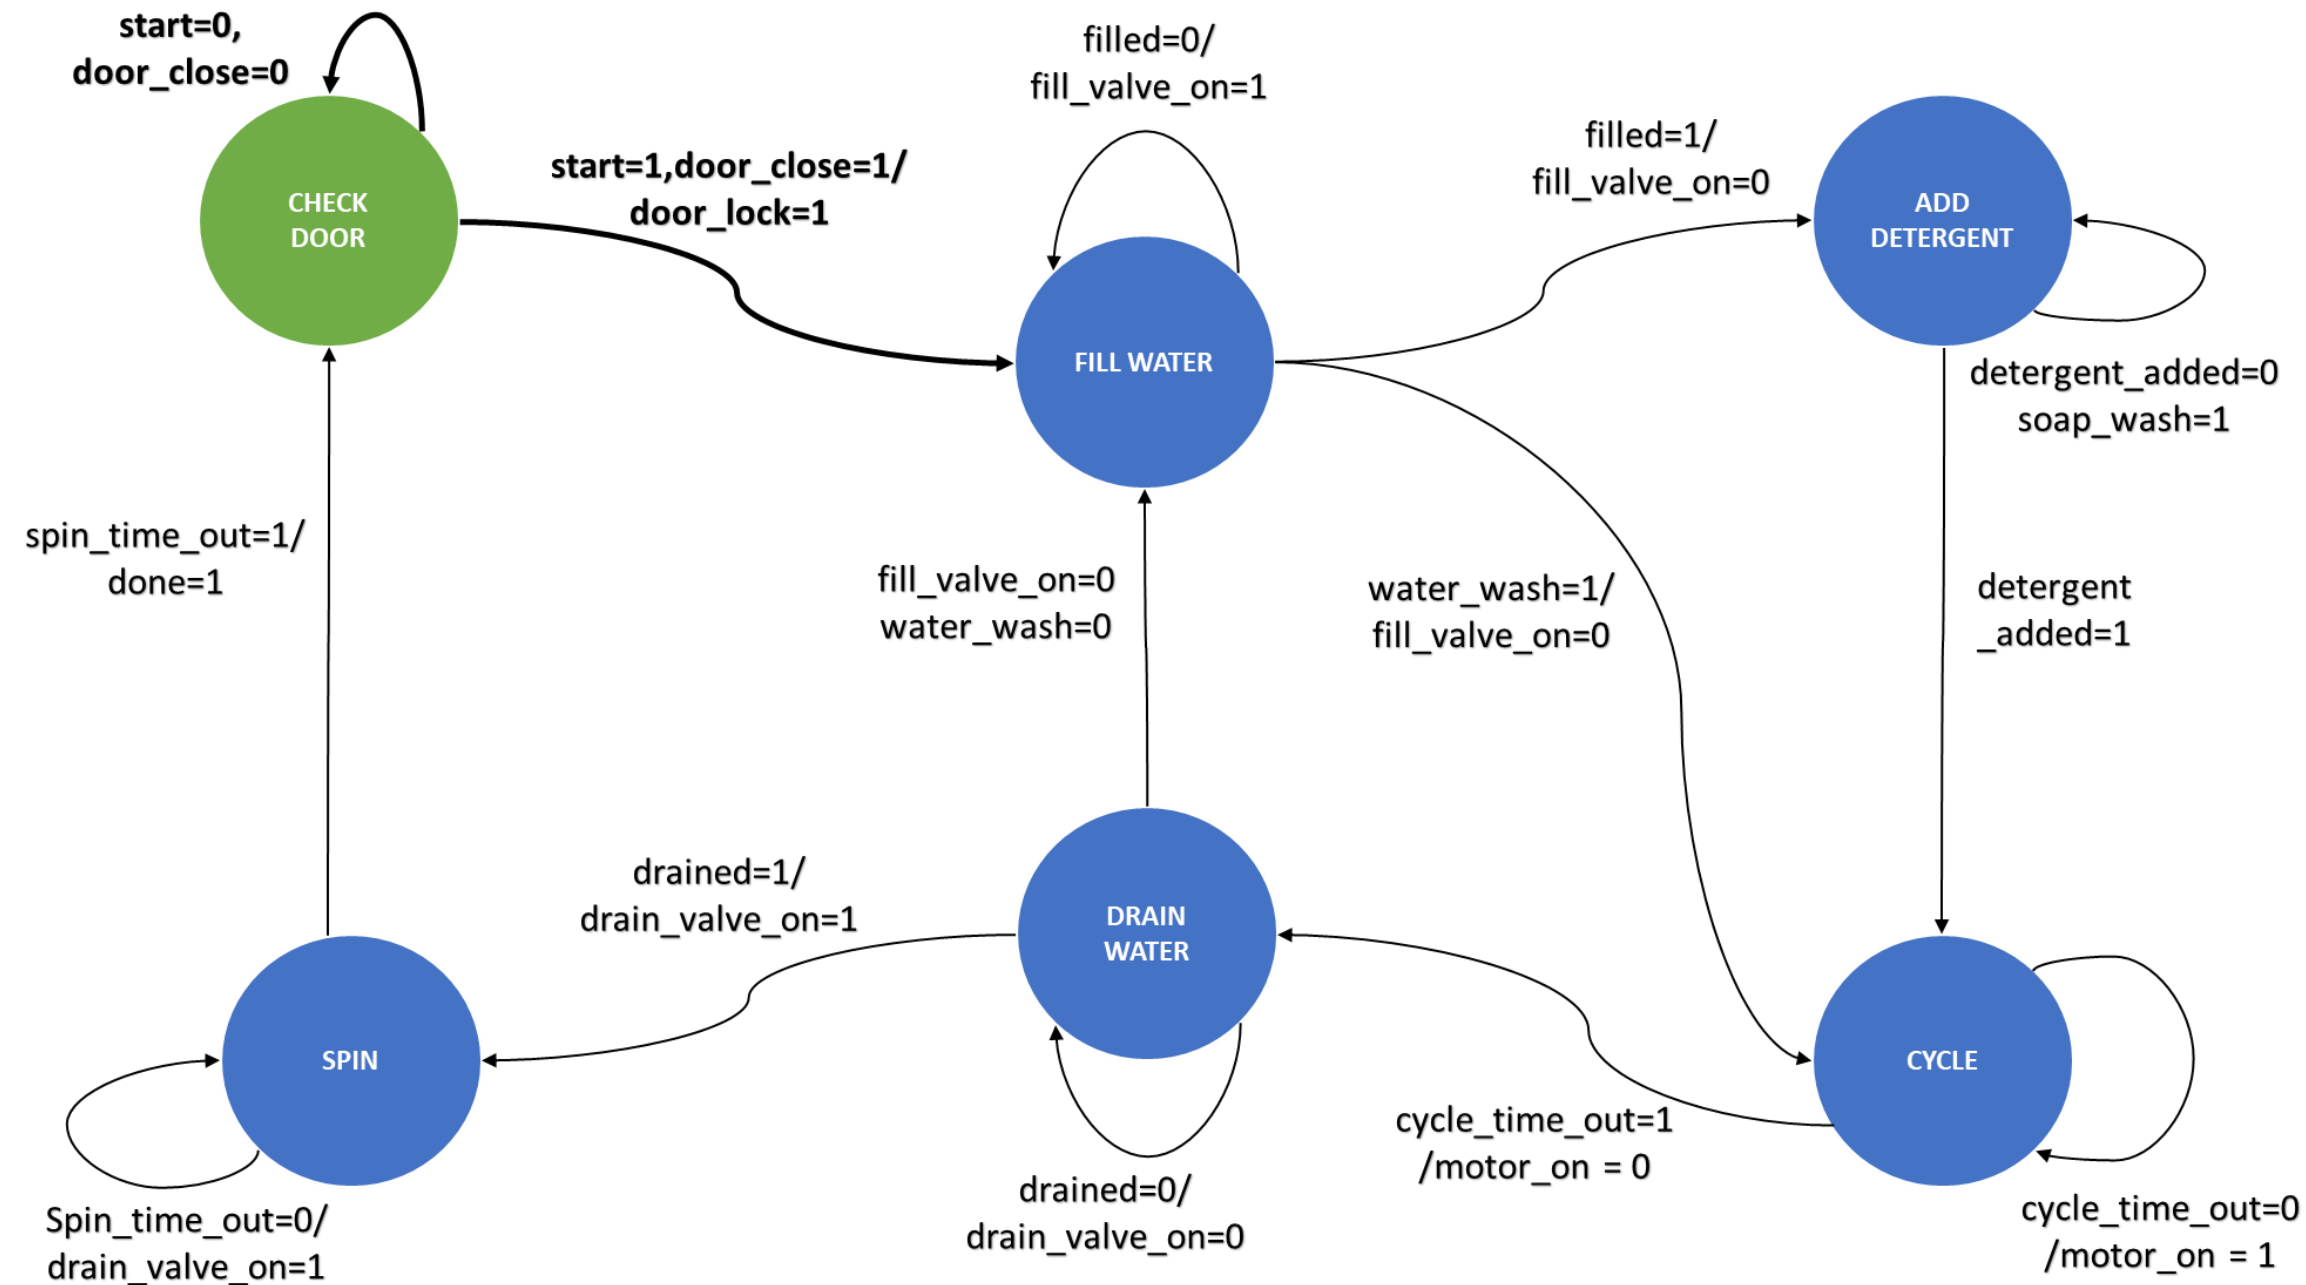 start=0,
door_close=0
filled=0/
fill_valve_on=1
filled=1/
fill_valve_on=0
start=1,door_close=1/
door_lock=1
CHECK
DOOR
ADD
DETERGENT
FILL WATER
detergent_added=0
soap_wash=1
spin_time_out=1/
done=1
fill_valve_on=0
water_wash=0
water_wash=1/
fill_valve_on=0
detergent
_added=1
drained=1/
drain_valve_on=1
DRAIN
WATER
SPIN
CYCLE
cycle_time_out=1
/motor_on = 0
drained=0/
drain_valve_on=0
Spin_time_out=0/
drain_valve_on=1
cycle_time_out=0
/motor_on = 1